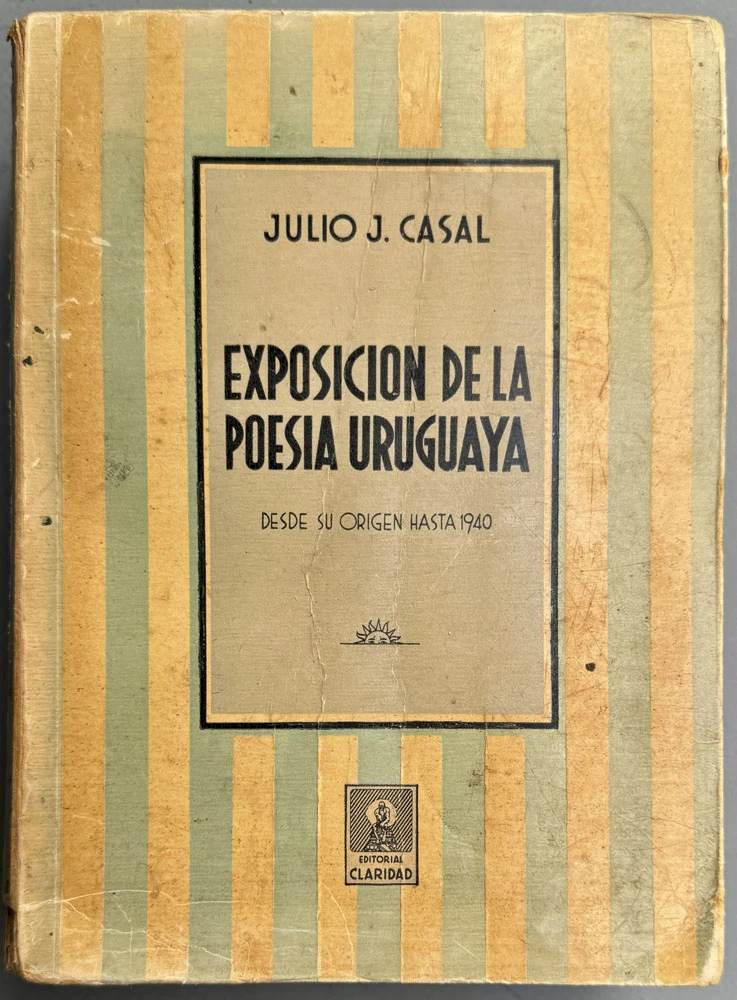 JULIO J. CASAL
EXPOSICION DE LA
POESIA URUGUAYA
DESDE SU ORIGEN HASTA 1940
EDITORIAL
CLARIDAD